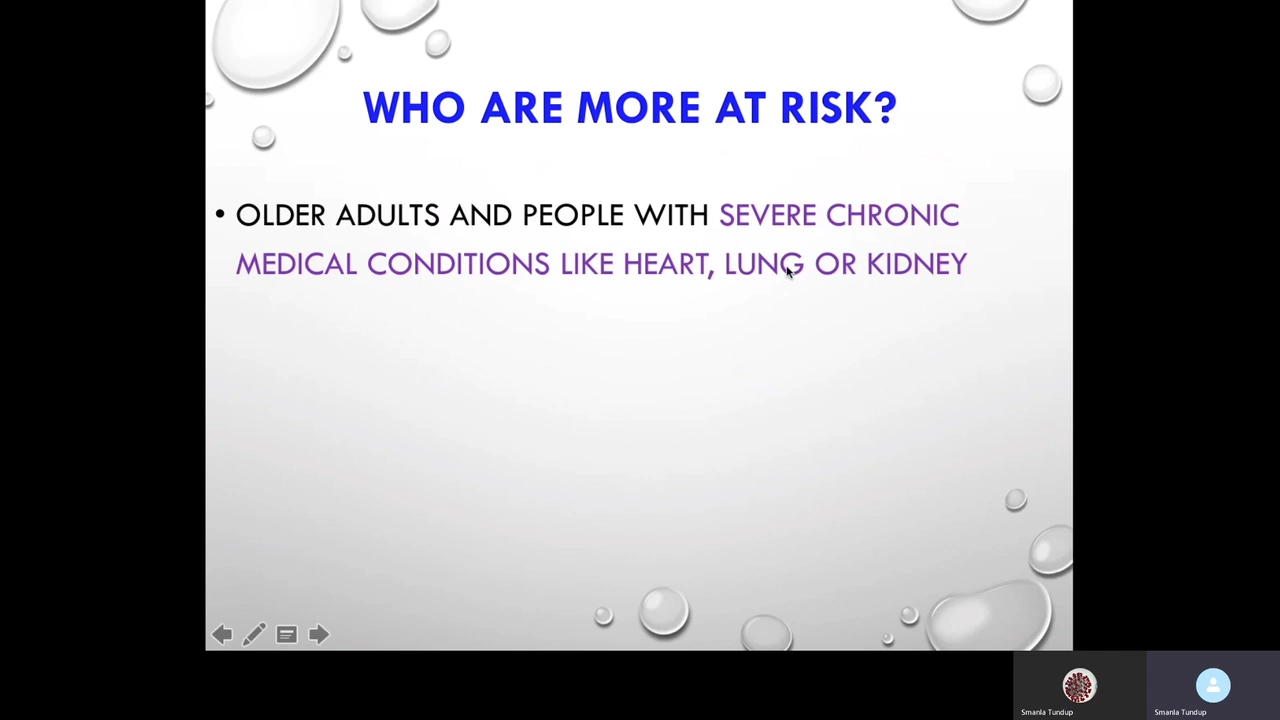 WHO ARE MORE AT RISK?
• OLDER ADULTS AND PEOPLE WITH SEVERE CHRONIC
MEDICAL CONDITIONS LIKE HEART, LUNG OR KIDNEY
Smanla Tundup
Smanla Tundup